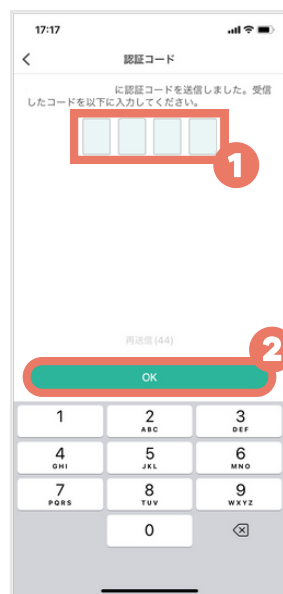 17:17
認証コード
に認証コードを送信しました。受信
したコードを以下に入力してください。
1
再送信(44)
2
OK
1
2
ABC
3
DEF
4
GHI
5
JKL
6
MNO
7
PQRS
8
TUV
9
WXYZ
0